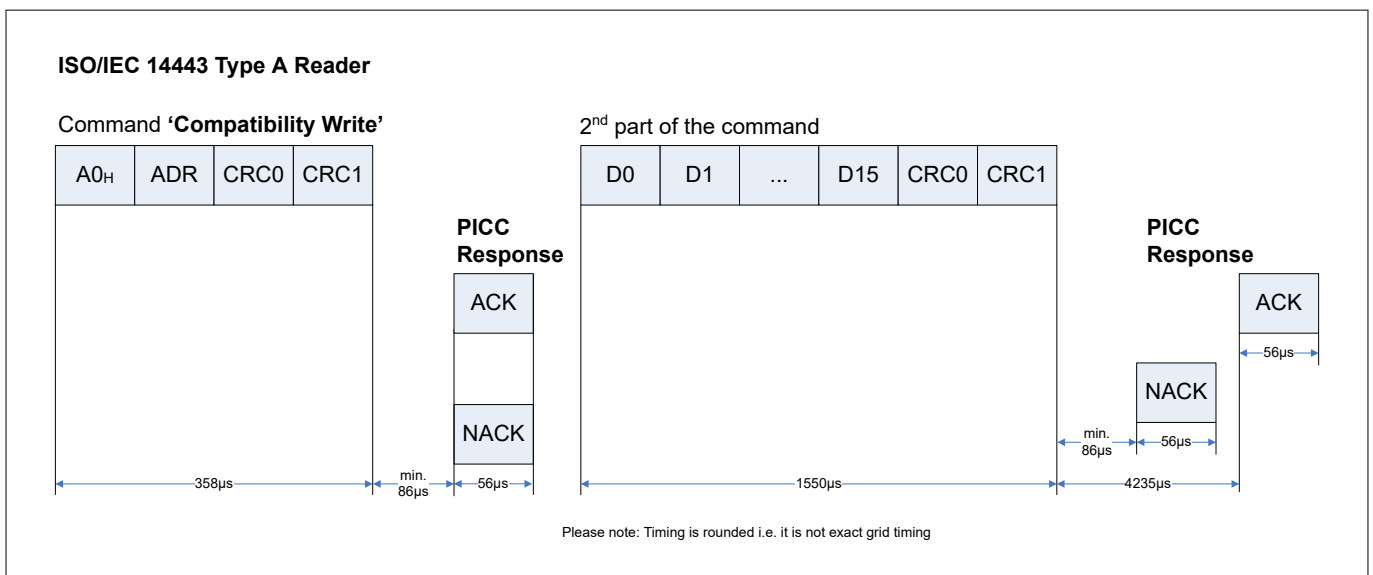 ISO/IEC 14443 Type A Reader
Command ‘Compatibility Write’
2nd part of the command
A0H ADR CRC0 CRC1
D0 D1 ... D15 CRC0 CRC1
PICC
Response
PICC
Response
ACK
ACK
56µs
NACK
NACK
min.
86µs
56µs
358µs
min.
86µs
56µs
1550µs
4235µs
Please note: Timing is rounded i.e. it is not exact grid timing